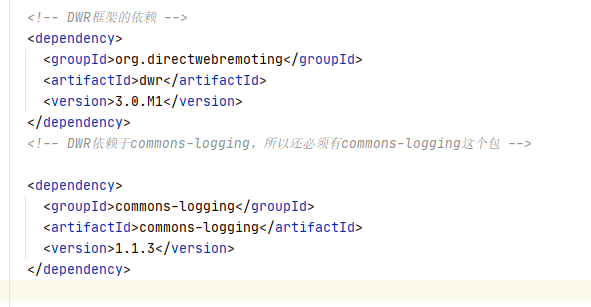 <!-- DWR框架的依赖 -->
<dependency>
<groupId>org.directwebremoting</groupId>
<artifactId>dwr</artifactId>
<version>3.0.M1</version>
</dependency>
<!-- DWR依赖于commons-logging，所以还必须有commons-logging这个包 -->
<dependency>
<groupId>commons-logging</groupId>
<artifactId>commons-logging</artifactId>
<version>1.1.3</version>
</dependency>